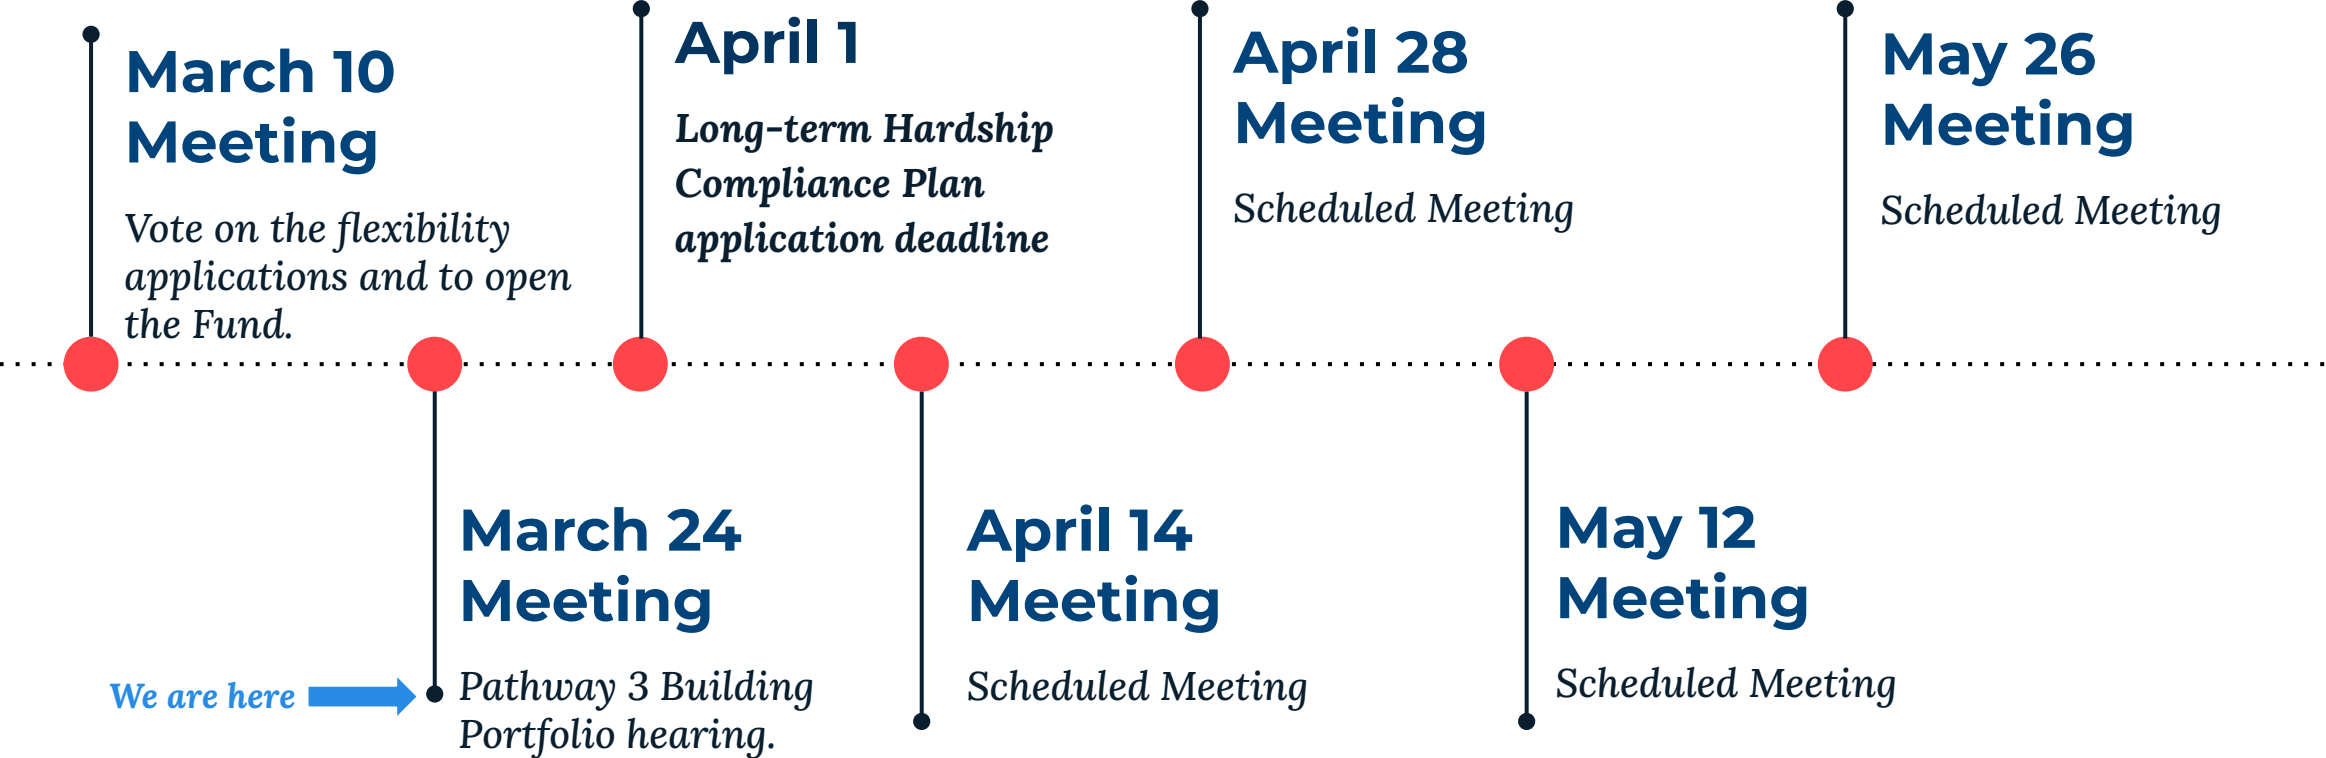 March 10
Meeting
Vote on the flexibility
applications and to open
the Fund.
April 1
Long-term Hardship
Compliance Plan
application deadline
April 28
Meeting
Scheduled Meeting
May 26
Meeting
Scheduled Meeting
We are here
March 24
Meeting
Pathway 3 Building
Portfolio hearing.
April 14
Meeting
Scheduled Meeting
May 12
Meeting
Scheduled Meeting